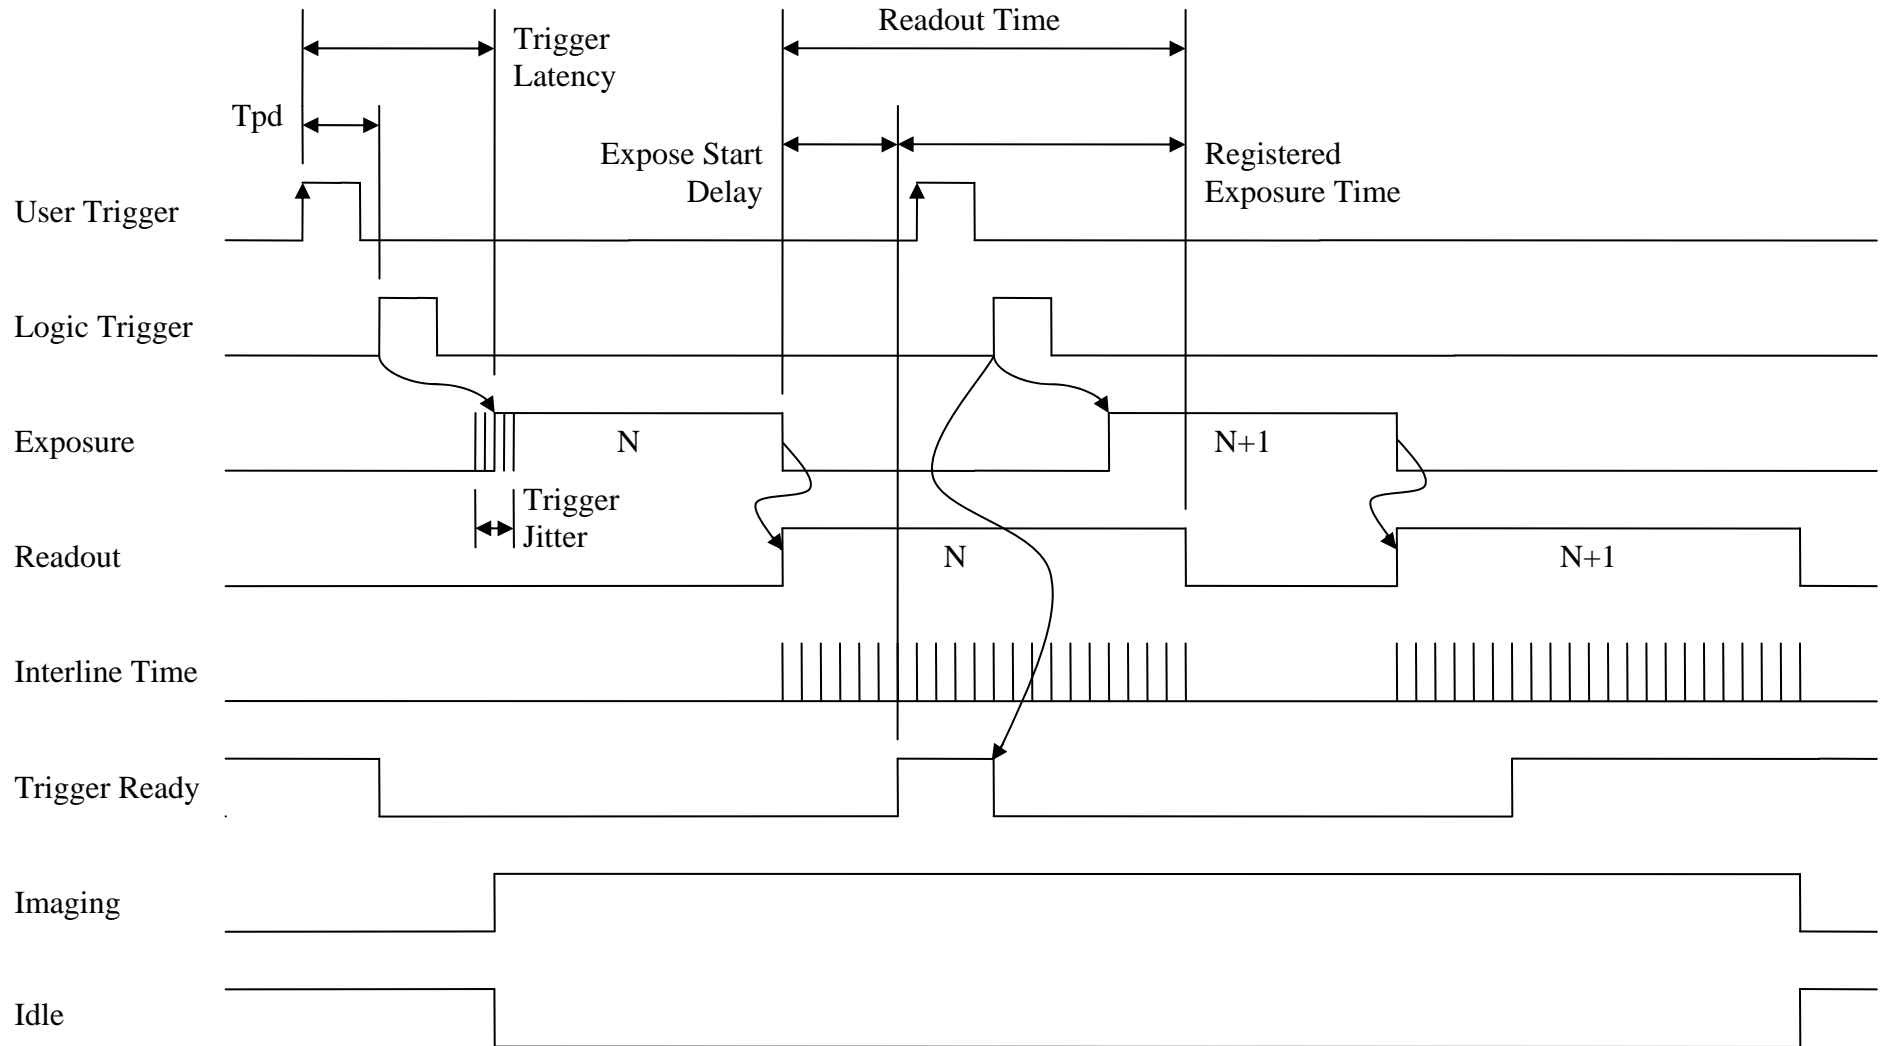 Readout Time
Trigger
Latency
Tpd
Expose Start
Delay
Registered
Exposure Time
User Trigger
Logic Trigger
Exposure
N
N+1
Trigger
Jitter
Readout
N
N+1
Interline Time
Trigger Ready
Imaging
Idle